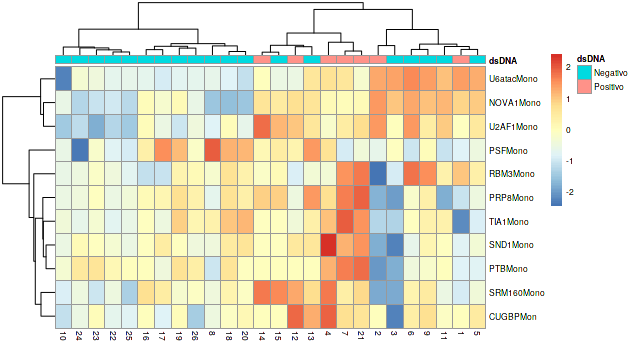 dsDNA
dsDNA
Negativo
Positivo
2
1
0
-1
-2
U6atacMono
NOVA1Mono
U2AF1Mono
PSFMono
RBM3Mono
PRP8Mono
TIA1Mono
SND1Mono
PTBMono
SRM160Mono
CUGBPMon
10 24 23 22 25 16 17 19 26 8 18 20 14 15 12 13 4 7 21 2 3 6 9 11 1 5